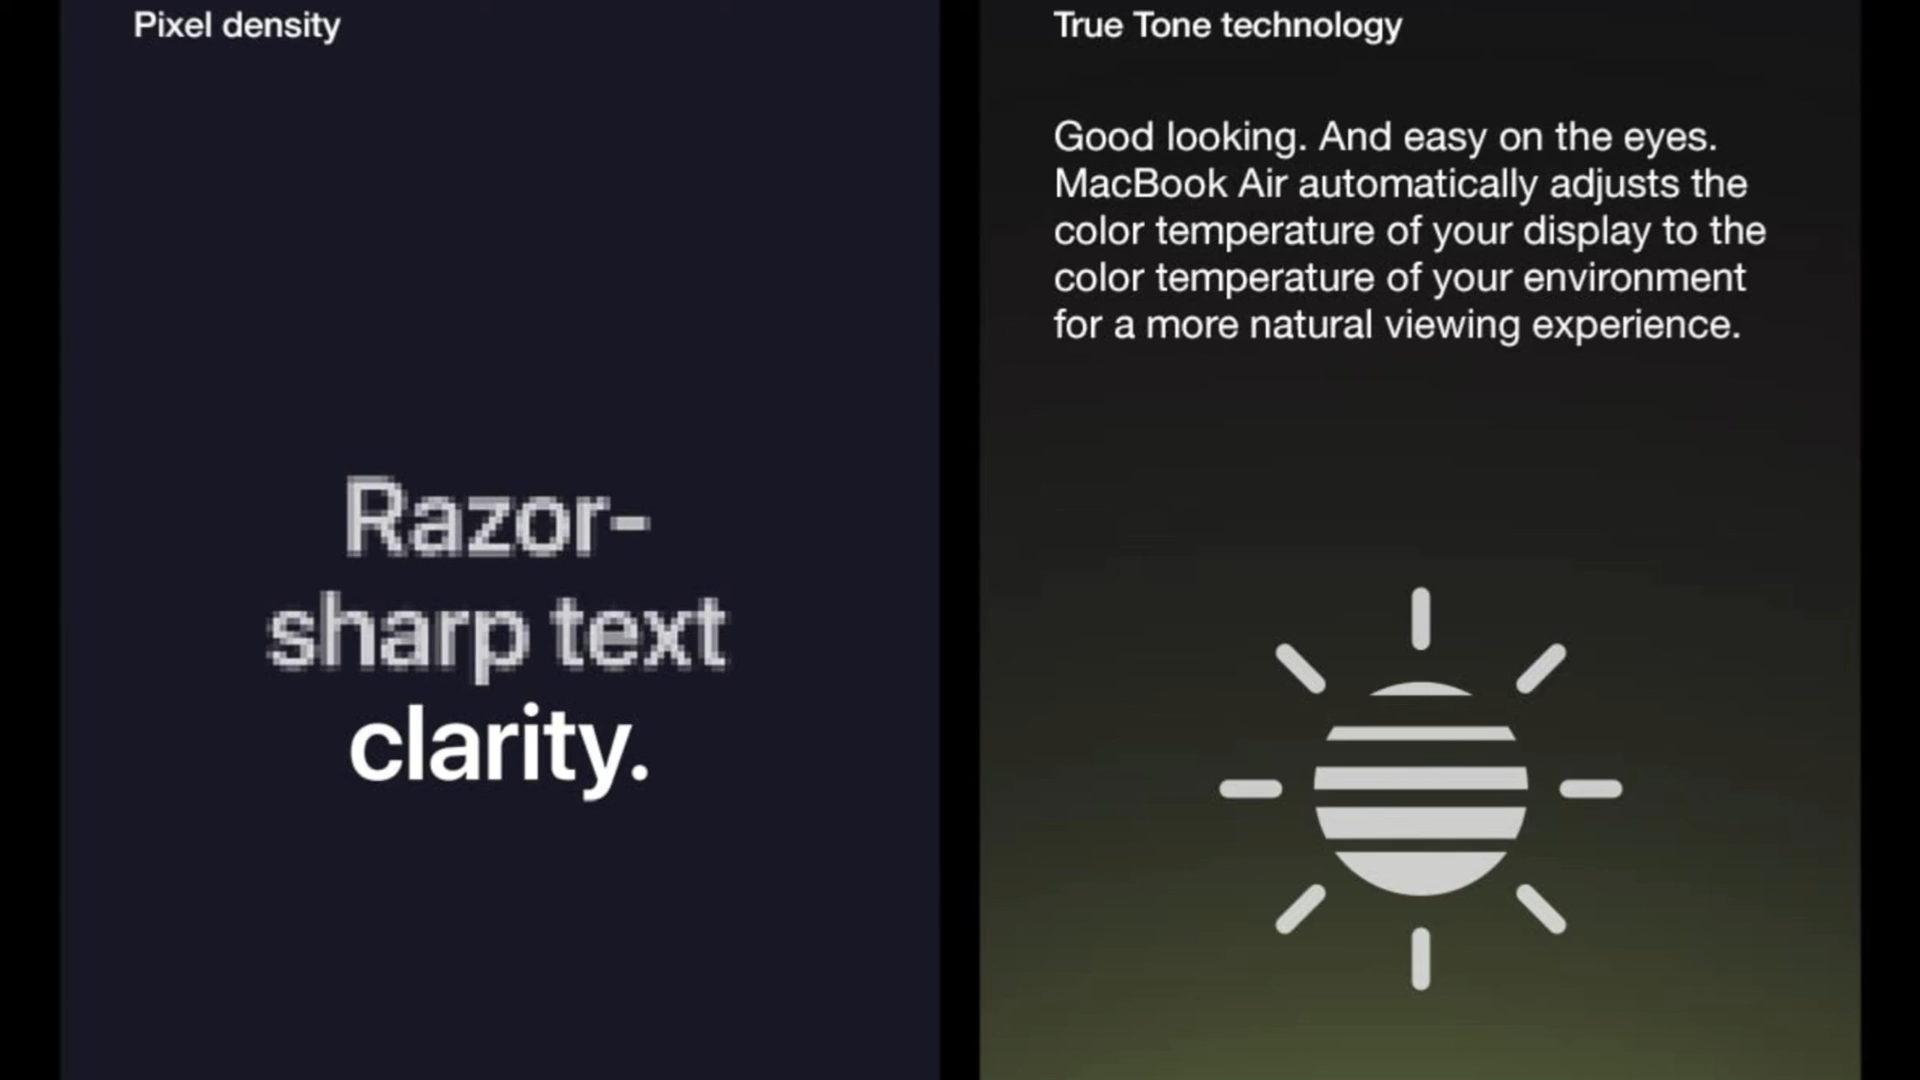 Pixel density
Razor-
sharp text
clarity.
True Tone technology
Good looking. And easy on the eyes.
MacBook Air automatically adjusts the
color temperature of your display to the
color temperature of your environment
for a more natural viewing experience.